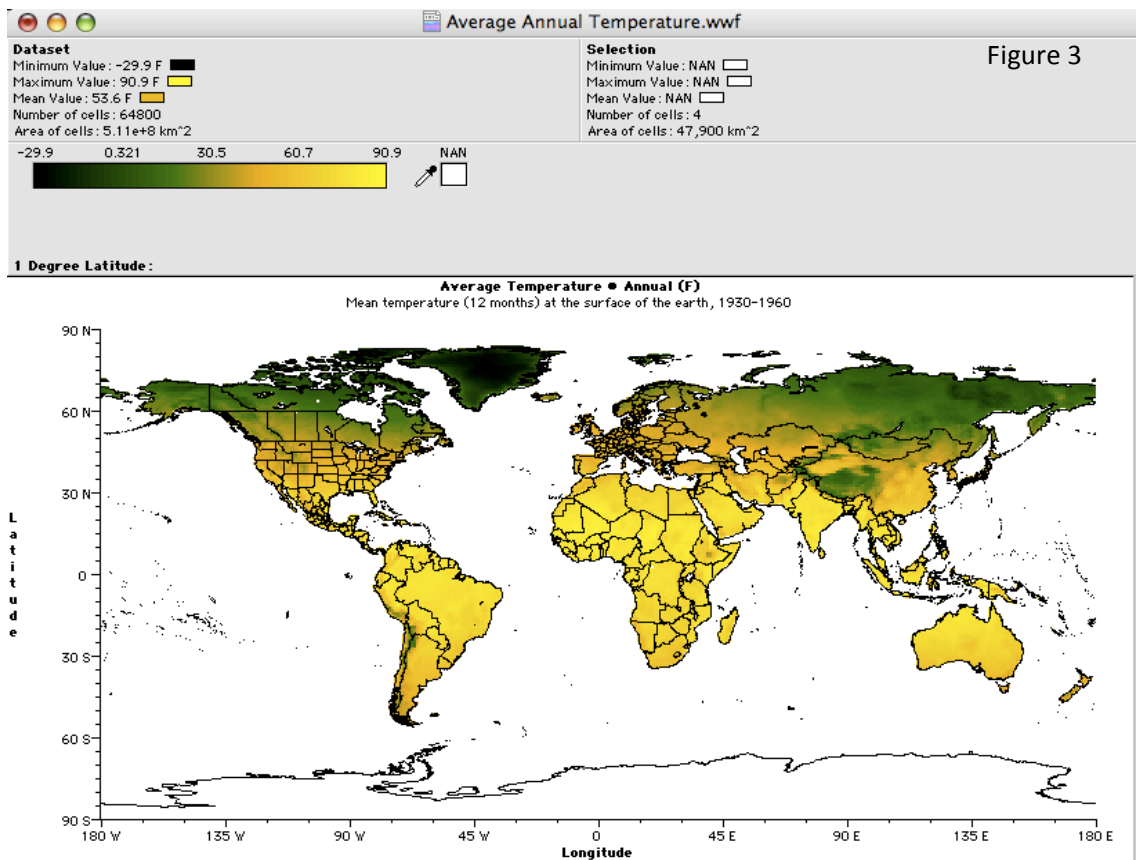 Average Annual Temperature.wwf
Dataset
Minimum Value: -29.9 F
Maximum Value: 90.9 F
Mean Value: 53.6 F
Number of cells: 64800
Area of cells: 5.11e+8 km^2
Selection
Minimum Value: NAN
Maximum Value: NAN
Mean Value: NAN
Number of cells: 4
Area of cells: 47,900 km^2
Figure 3
-29.9 0.321 30.5 60.7 90.9 NAN
1 Degree Latitude:
Average Temperature • Annual (F)
Mean temperature (12 months) at the surface of the earth, 1930-1960
90 N
60 N
30 N
0
30 S
60 S
90 S
Latitude
180 W 135 W 90 W 45 W 0 45 E 90 E 135 E 180 E
Longitude